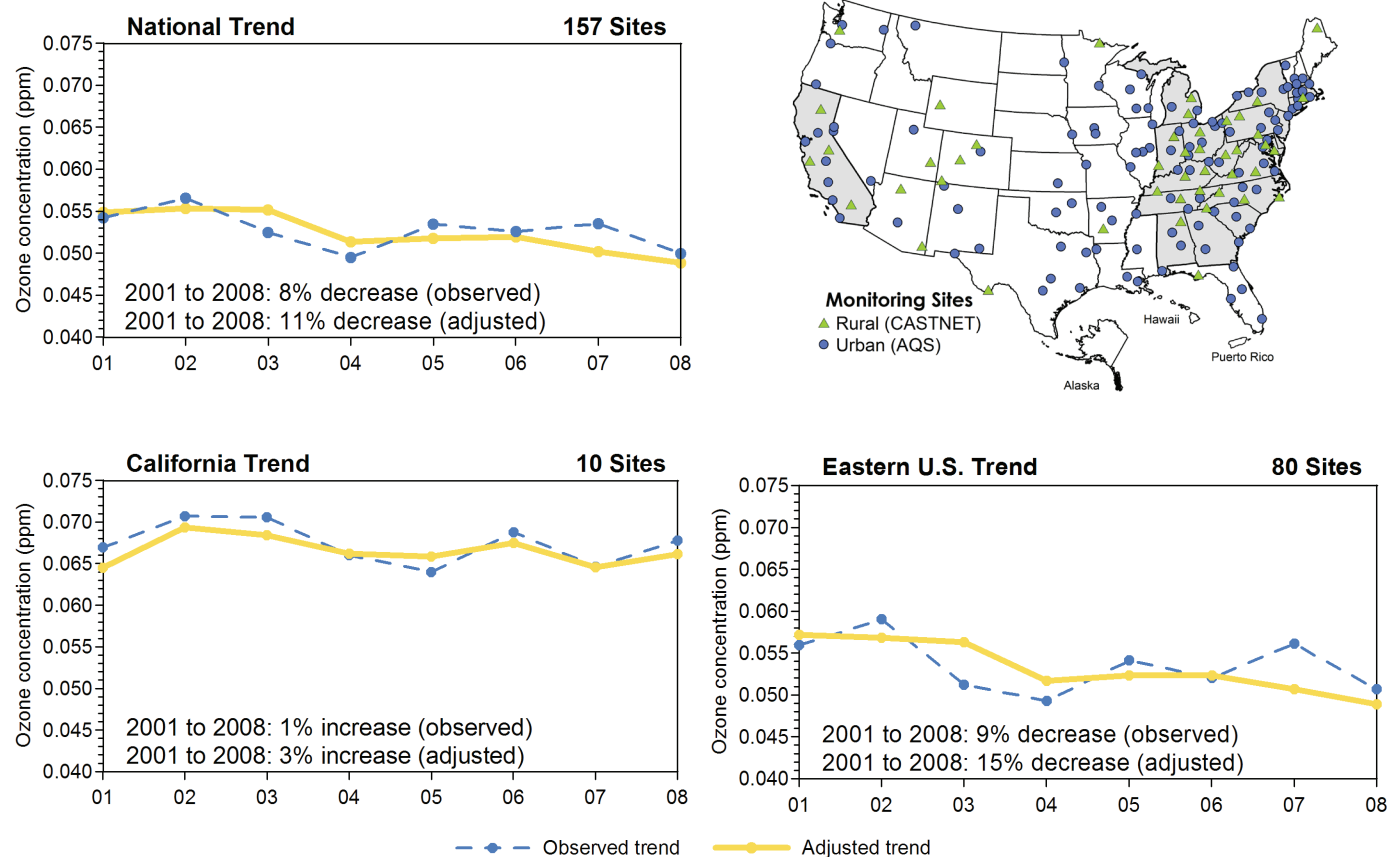 National Trend 157 Sites
Ozone concentration (ppm)
0.075
0.070
0.065
0.060
0.055
0.050
0.045
0.040
2001 to 2008: 8% decrease (observed)
2001 to 2008: 11% decrease (adjusted)
01 02 03 04 05 06 07 08
Monitoring Sites
Rural (CASTNET)
Urban (AQS)
Hawaii
Puerto Rico
Alaska
California Trend 10 Sites
Ozone concentration (ppm)
0.075
0.070
0.065
0.060
0.055
0.050
0.045
0.040
2001 to 2008: 1% increase (observed)
2001 to 2008: 3% increase (adjusted)
01 02 03 04 05 06 07 08
Eastern U.S. Trend 80 Sites
Ozone concentration (ppm)
0.075
0.070
0.065
0.060
0.055
0.050
0.045
0.040
2001 to 2008: 9% decrease (observed)
2001 to 2008: 15% decrease (adjusted)
01 02 03 04 05 06 07 08
Observed trend Adjusted trend